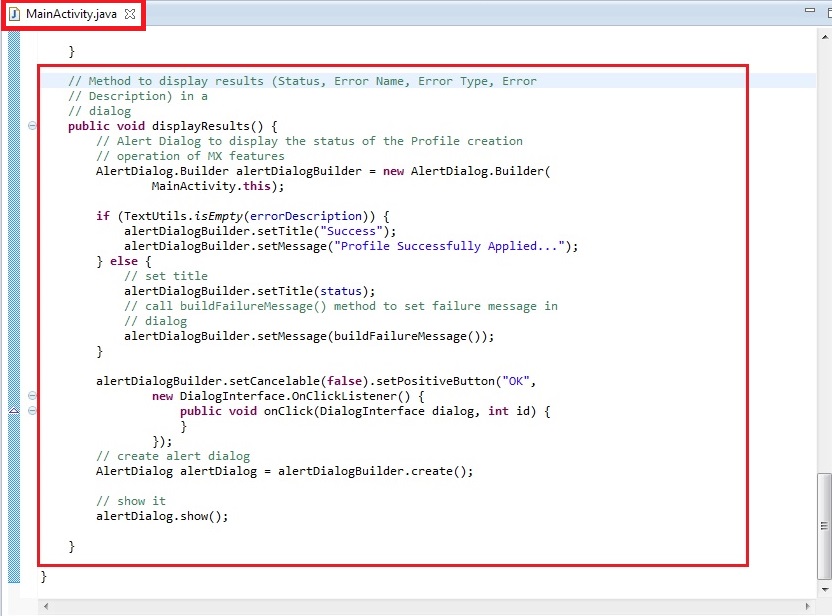 MainActivity.java
}
// Method to display results (Status, Error Name, Error Type, Error
// Description) in a
// dialog
public void displayResults() {
// Alert Dialog to display the status of the Profile creation
// operation of MX features
AlertDialog.Builder alertDialogBuilder = new AlertDialog.Builder(
MainActivity.this);
if (TextUtils.isEmpty(errorDescription)) {
alertDialogBuilder.setTitle("Success");
alertDialogBuilder.setMessage("Profile Successfully Applied...");
} else {
// set title
alertDialogBuilder.setTitle(status);
// call buildFailureMessage() method to set failure message in
// dialog
alertDialogBuilder.setMessage(buildFailureMessage());
}
alertDialogBuilder.setCancelable(false).setPositiveButton("OK",
new DialogInterface.OnClickListener() {
public void onClick(DialogInterface dialog, int id) {
}
});
// create alert dialog
AlertDialog alertDialog = alertDialogBuilder.create();
// show it
alertDialog.show();
}
}